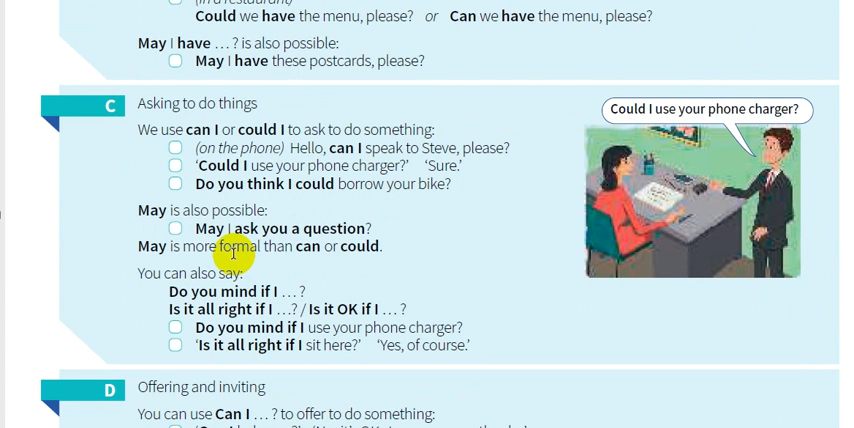 (in a restaurant)
Could we have the menu, please? or Can we have the menu, please?
May I have … ? is also possible:
May I have these postcards, please?
C Asking to do things
Could I use your phone charger?
We use can I or could I to ask to do something:
(on the phone) Hello, can I speak to Steve, please?
‘Could I use your phone charger?’ ‘Sure.’
Do you think I could borrow your bike?
May is also possible:
May I ask you a question?
May is more formal than can or could.
You can also say:
Do you mind if I … ?
Is it all right if I …? / Is it OK if I … ?
Do you mind if I use your phone charger?
‘Is it all right if I sit here?’ ‘Yes, of course.’
D Offering and inviting
You can use Can I … ? to offer to do something: